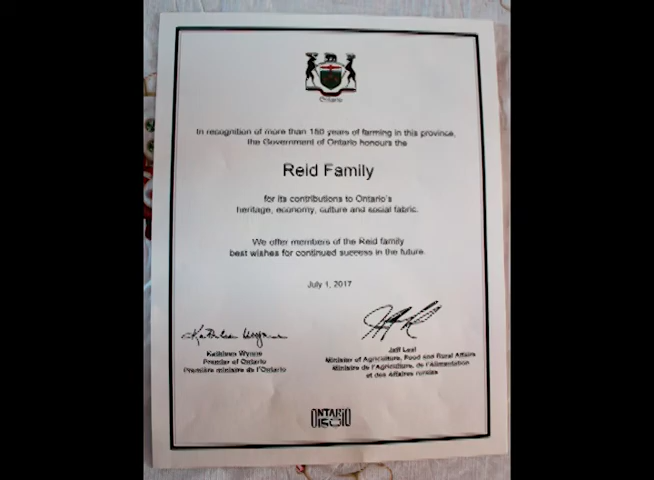 Ontario
In recognition of more than 150 years of farming in this province,
the Government of Ontario honours the
Reid Family
for its contributions to Ontario's
heritage, economy, culture and social fabric.
We offer members of the Reid family
best wishes for continued success in the future.
July 1, 2017
Kathleen Wynne
Kathleen Wynne
Premier of Ontario
Première ministre de l'Ontario
Jeff Leal
Minister of Agriculture, Food and Rural Affairs
Ministre de l'Agriculture, de l'Alimentation
et des Affaires rurales
ONTARIO
150